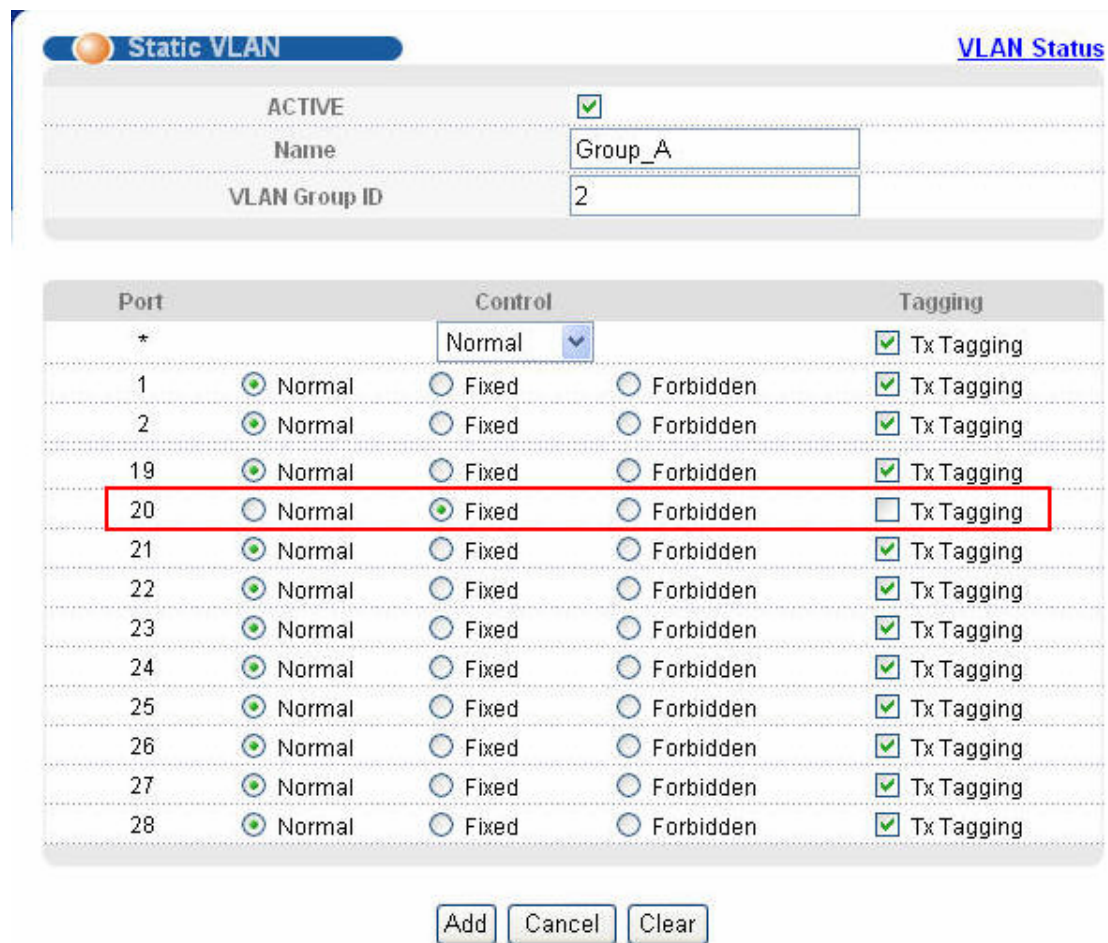 Static VLAN
VLAN Status
ACTIVE
Name Group_A
VLAN Group ID 2
Port Control Tagging
* Normal Tx Tagging
1 Normal Fixed Forbidden Tx Tagging
2 Normal Fixed Forbidden Tx Tagging
19 Normal Fixed Forbidden Tx Tagging
20 Normal Fixed Forbidden Tx Tagging
21 Normal Fixed Forbidden Tx Tagging
22 Normal Fixed Forbidden Tx Tagging
23 Normal Fixed Forbidden Tx Tagging
24 Normal Fixed Forbidden Tx Tagging
25 Normal Fixed Forbidden Tx Tagging
26 Normal Fixed Forbidden Tx Tagging
27 Normal Fixed Forbidden Tx Tagging
28 Normal Fixed Forbidden Tx Tagging
Add Cancel Clear